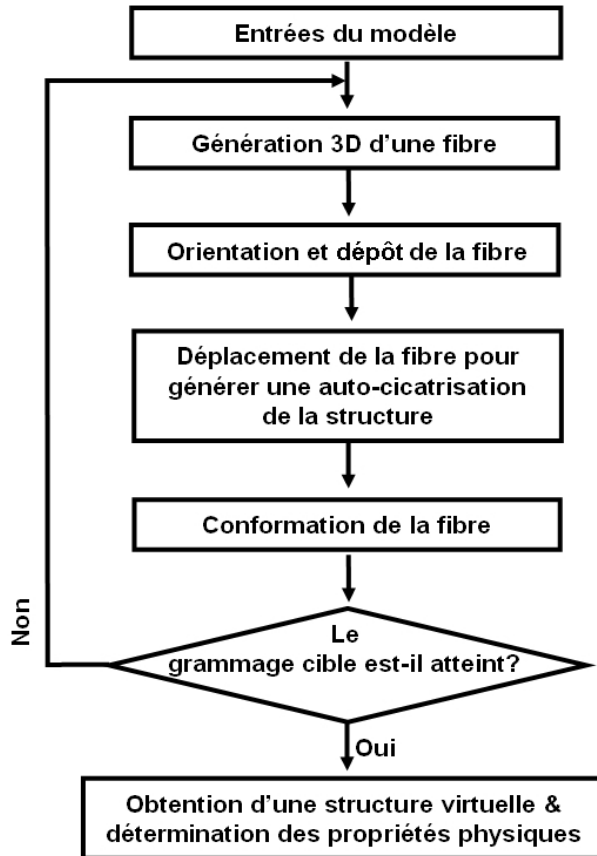 Entrées du modèle
Génération 3D d'une fibre
Orientation et dépôt de la fibre
Déplacement de la fibre pour
générer une auto-cicatrisation
de la structure
Conformation de la fibre
Non
Le
grammage cible est-il atteint?
Oui
Obtention d'une structure virtuelle &
détermination des propriétés physiques